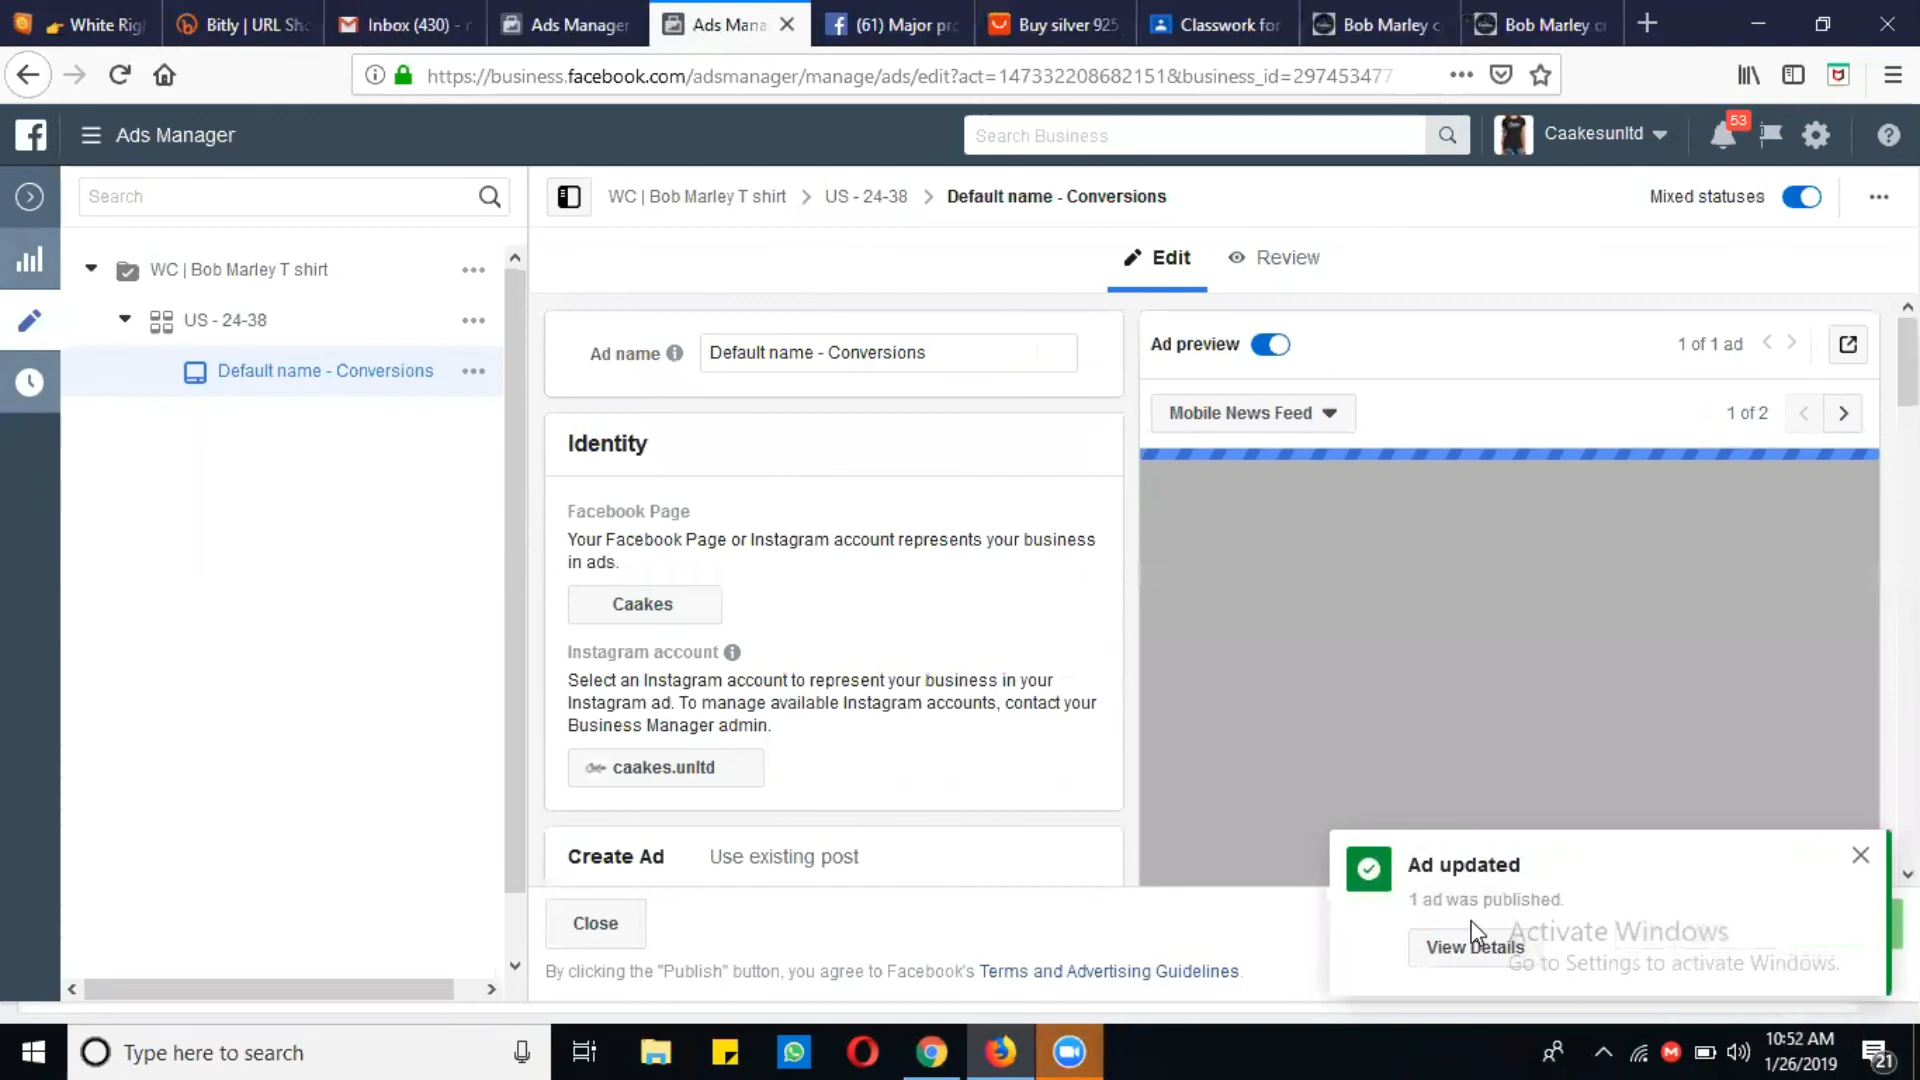 White Rig
Bitly | URL Sh
Inbox (430) - r
Ads Manager
Ads Mana
(61) Major pr
Buy silver 925
Classwork for
Bob Marley c
Bob Marley c
https://business.facebook.com/adsmanager/manage/ads/edit?act=147332208682151&business_id=297453477
Ads Manager
Search Business
Caakesunltd
53
Search
WC | Bob Marley T shirt
US - 24-38
Default name - Conversions
Mixed statuses
WC | Bob Marley T shirt
US - 24-38
Default name - Conversions
Edit
Review
Ad name
Default name - Conversions
Ad preview
1 of 1 ad
Mobile News Feed
1 of 2
Identity
Facebook Page
Your Facebook Page or Instagram account represents your business
in ads.
Caakes
Instagram account
Select an Instagram account to represent your business in your
Instagram ad. To manage available Instagram accounts, contact your
Business Manager admin.
caakes.unltd
Create Ad
Use existing post
Ad updated
1 ad was published.
View Details
Close
By clicking the "Publish" button, you agree to Facebook's Terms and Advertising Guidelines.
Activate Windows
Go to Settings to activate Windows.
Type here to search
10:52 AM
1/26/2019
21